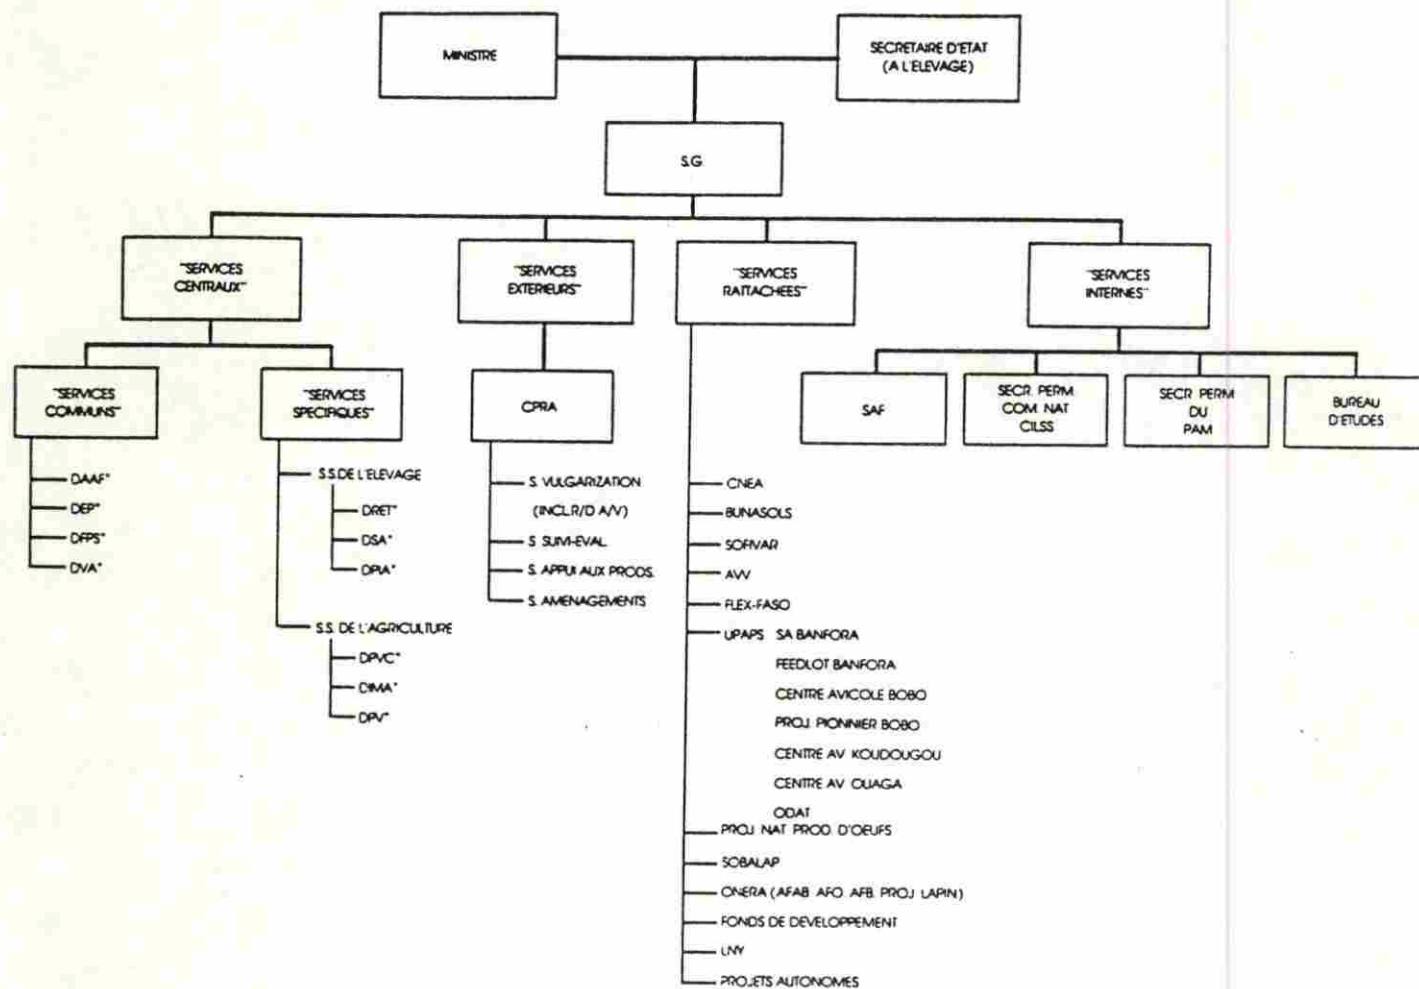 MINISTRE
SECRETAIRE D'ETAT
(A L'ELEVAGE)
S.G.
"SERVICES
CENTRAUX"
"SERVICES
EXTERIEURS"
"SERVICES
RATTACHEES"
"SERVICES
INTERNES"
"SERVICES
COMMUNS"
"SERVICES
SPECIFIQUES"
CPRA
SAF
SECR. PERM.
COM. NAT
CILSS
SECR PERM
DU
PAM
BUREAU
D'ETUDES
DAAF*
DEP*
DFPS*
DVA*
S.S.DE L'ELEVAGE
DRET*
DSA*
DPIA*
S.S. DE L'AGRICULTURE
DPVC*
DIMA*
DPV*
S. VULGARIZATION
(INCLR/D A/V)
S SUIVI-EVAL.
S. APPUI AUX PRODS.
S. AMENAGEMENTS
CNEA
BUNASOLS
SOFIVAR
AVV
FLEX-FASO
UPAPS SA BANFORA
FEEDLOT BANFORA
CENTRE AVICOLE BOBO
PROJ. PIONNIER BOBO
CENTRE AV KOUDOUGOU
CENTRE AV OUAGA
ODAT
PROJ. NAT PROD. D'OEUFS
SOBALAP
ONERA (AFAB. AFO. AFB. PROJ LAPIN)
FONDS DE DEVELOPPEMENT
LNY
PROJETS AUTONOMES